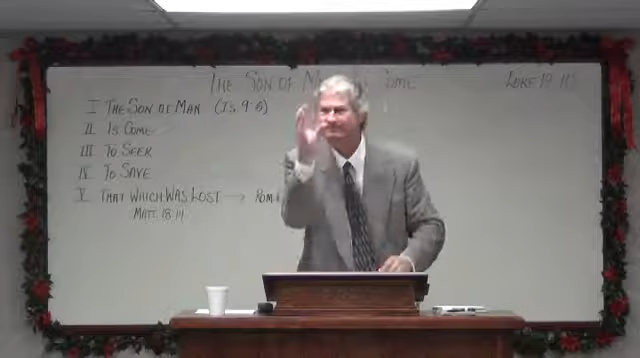 THE SON OF M COME
LUKE 19:10
I THE SON OF MAN (IS. 9:6)
II IS COME
III TO SEEK
IV TO SAVE
V THAT WHICH WAS LOST → ROM
MATT. 18:11